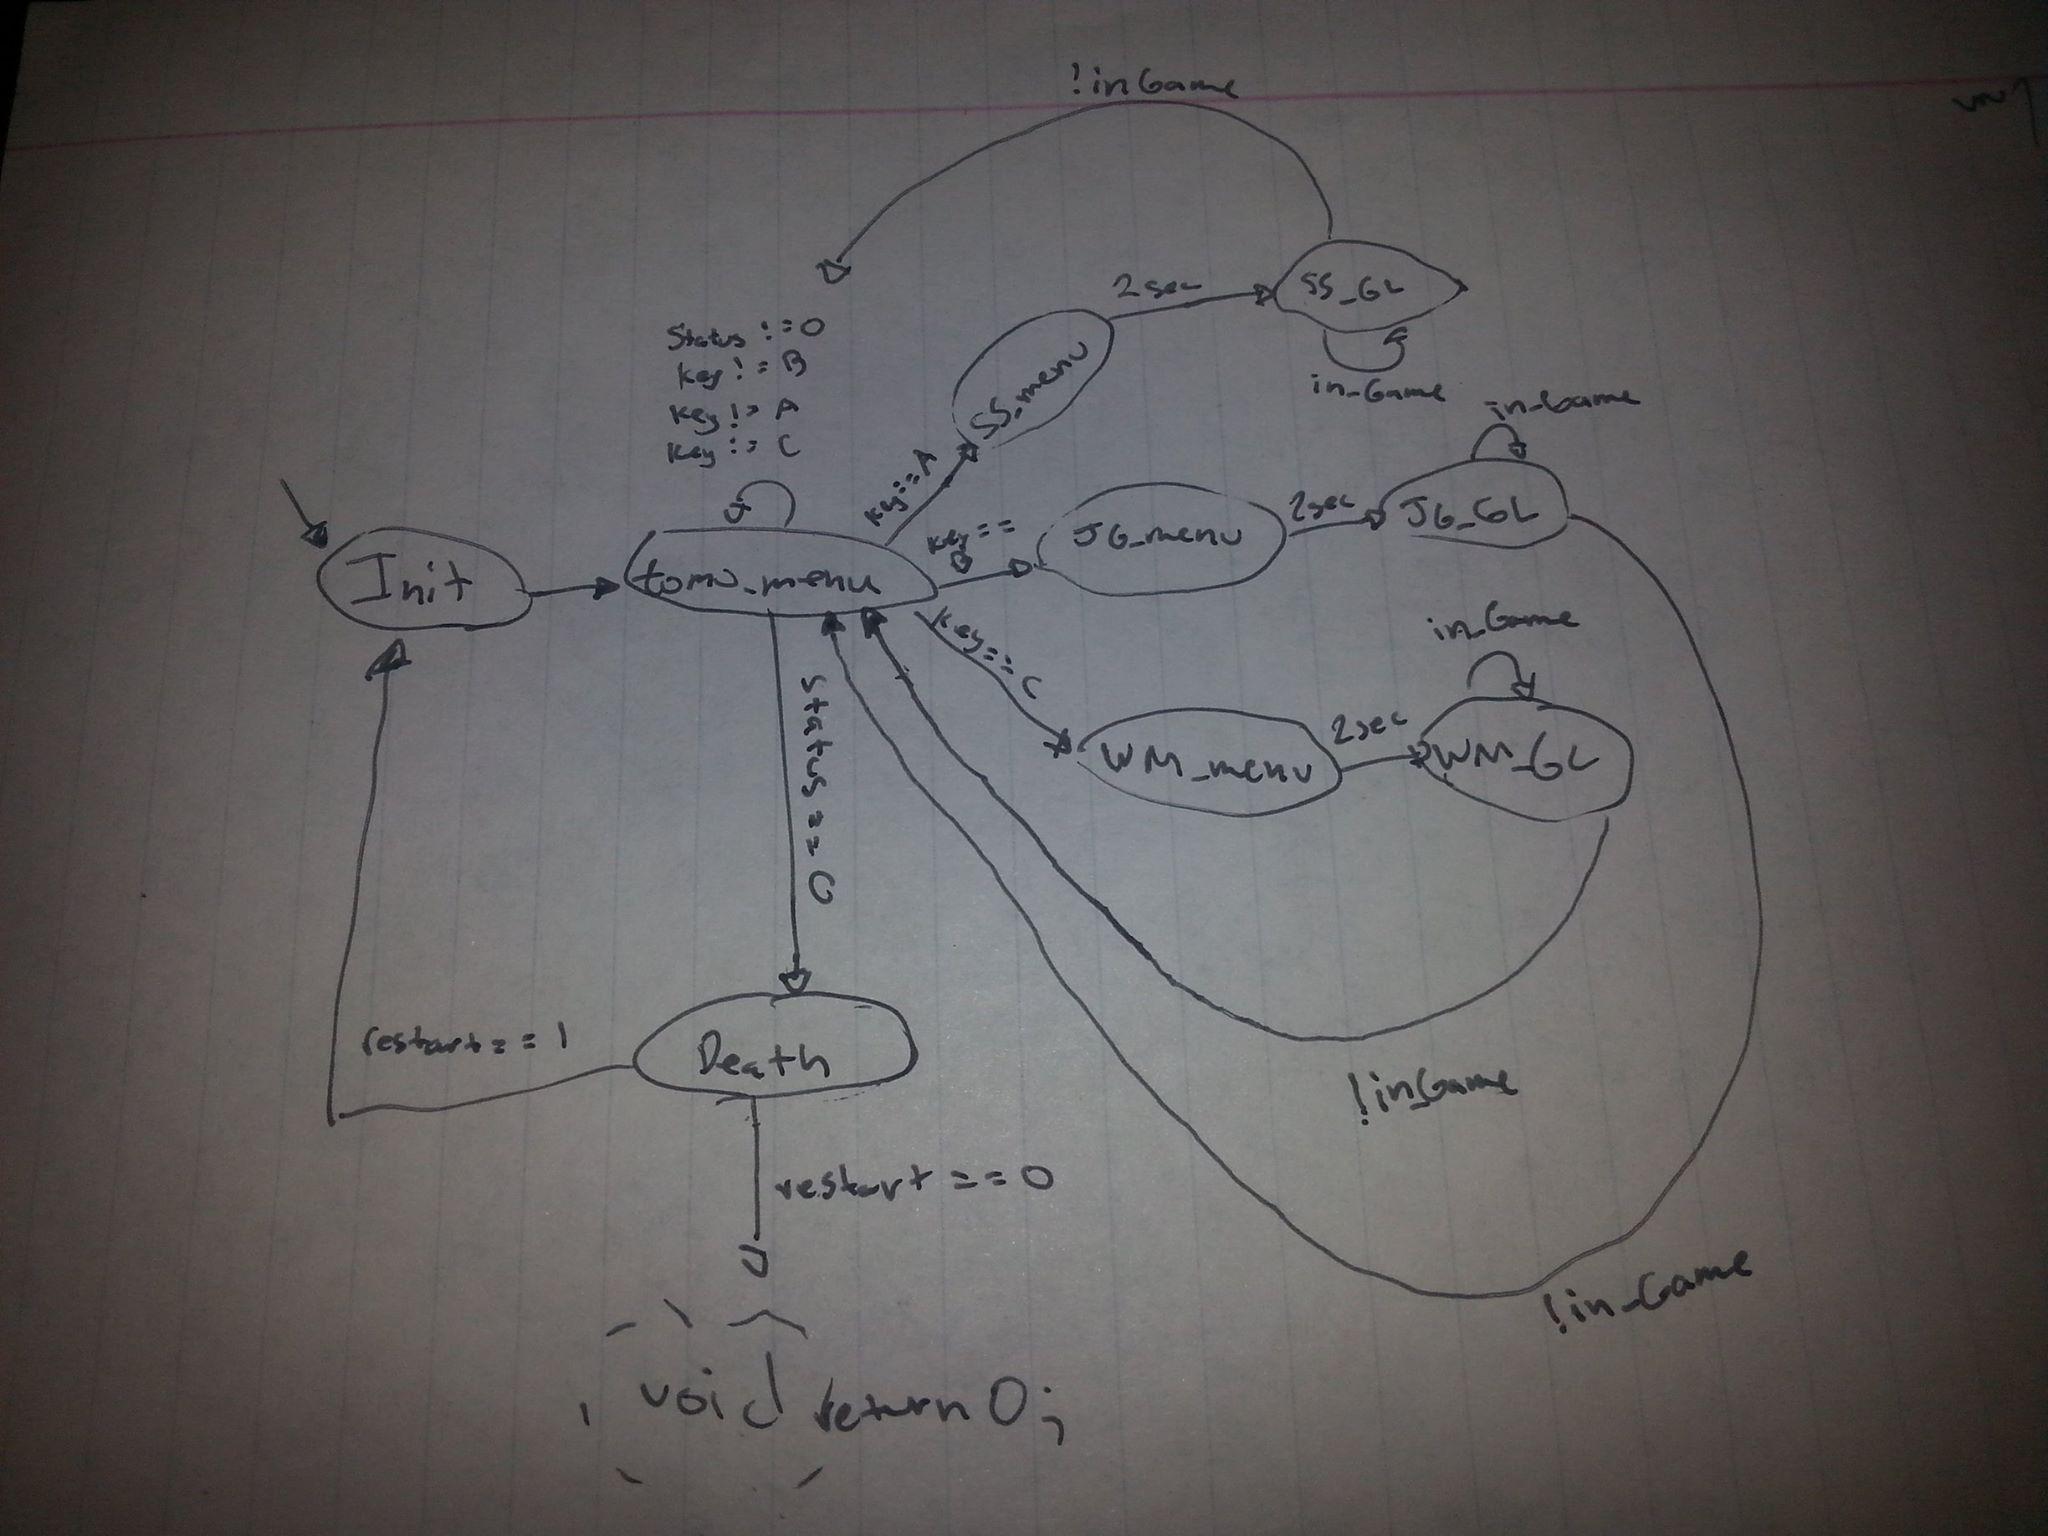 !inGame
Status !=0
key != B
key != A
key != C
SS_menu
2sec
SS_GL
in_Game
key==A
Init
tomo_menu
key==
B
JG_menu
2sec
JG_GL
in_Game
key==C
WM_menu
2sec
WM_GL
in_Game
status==0
!in_Game
!in_Game
restart==1
Death
restart==0
void return 0;